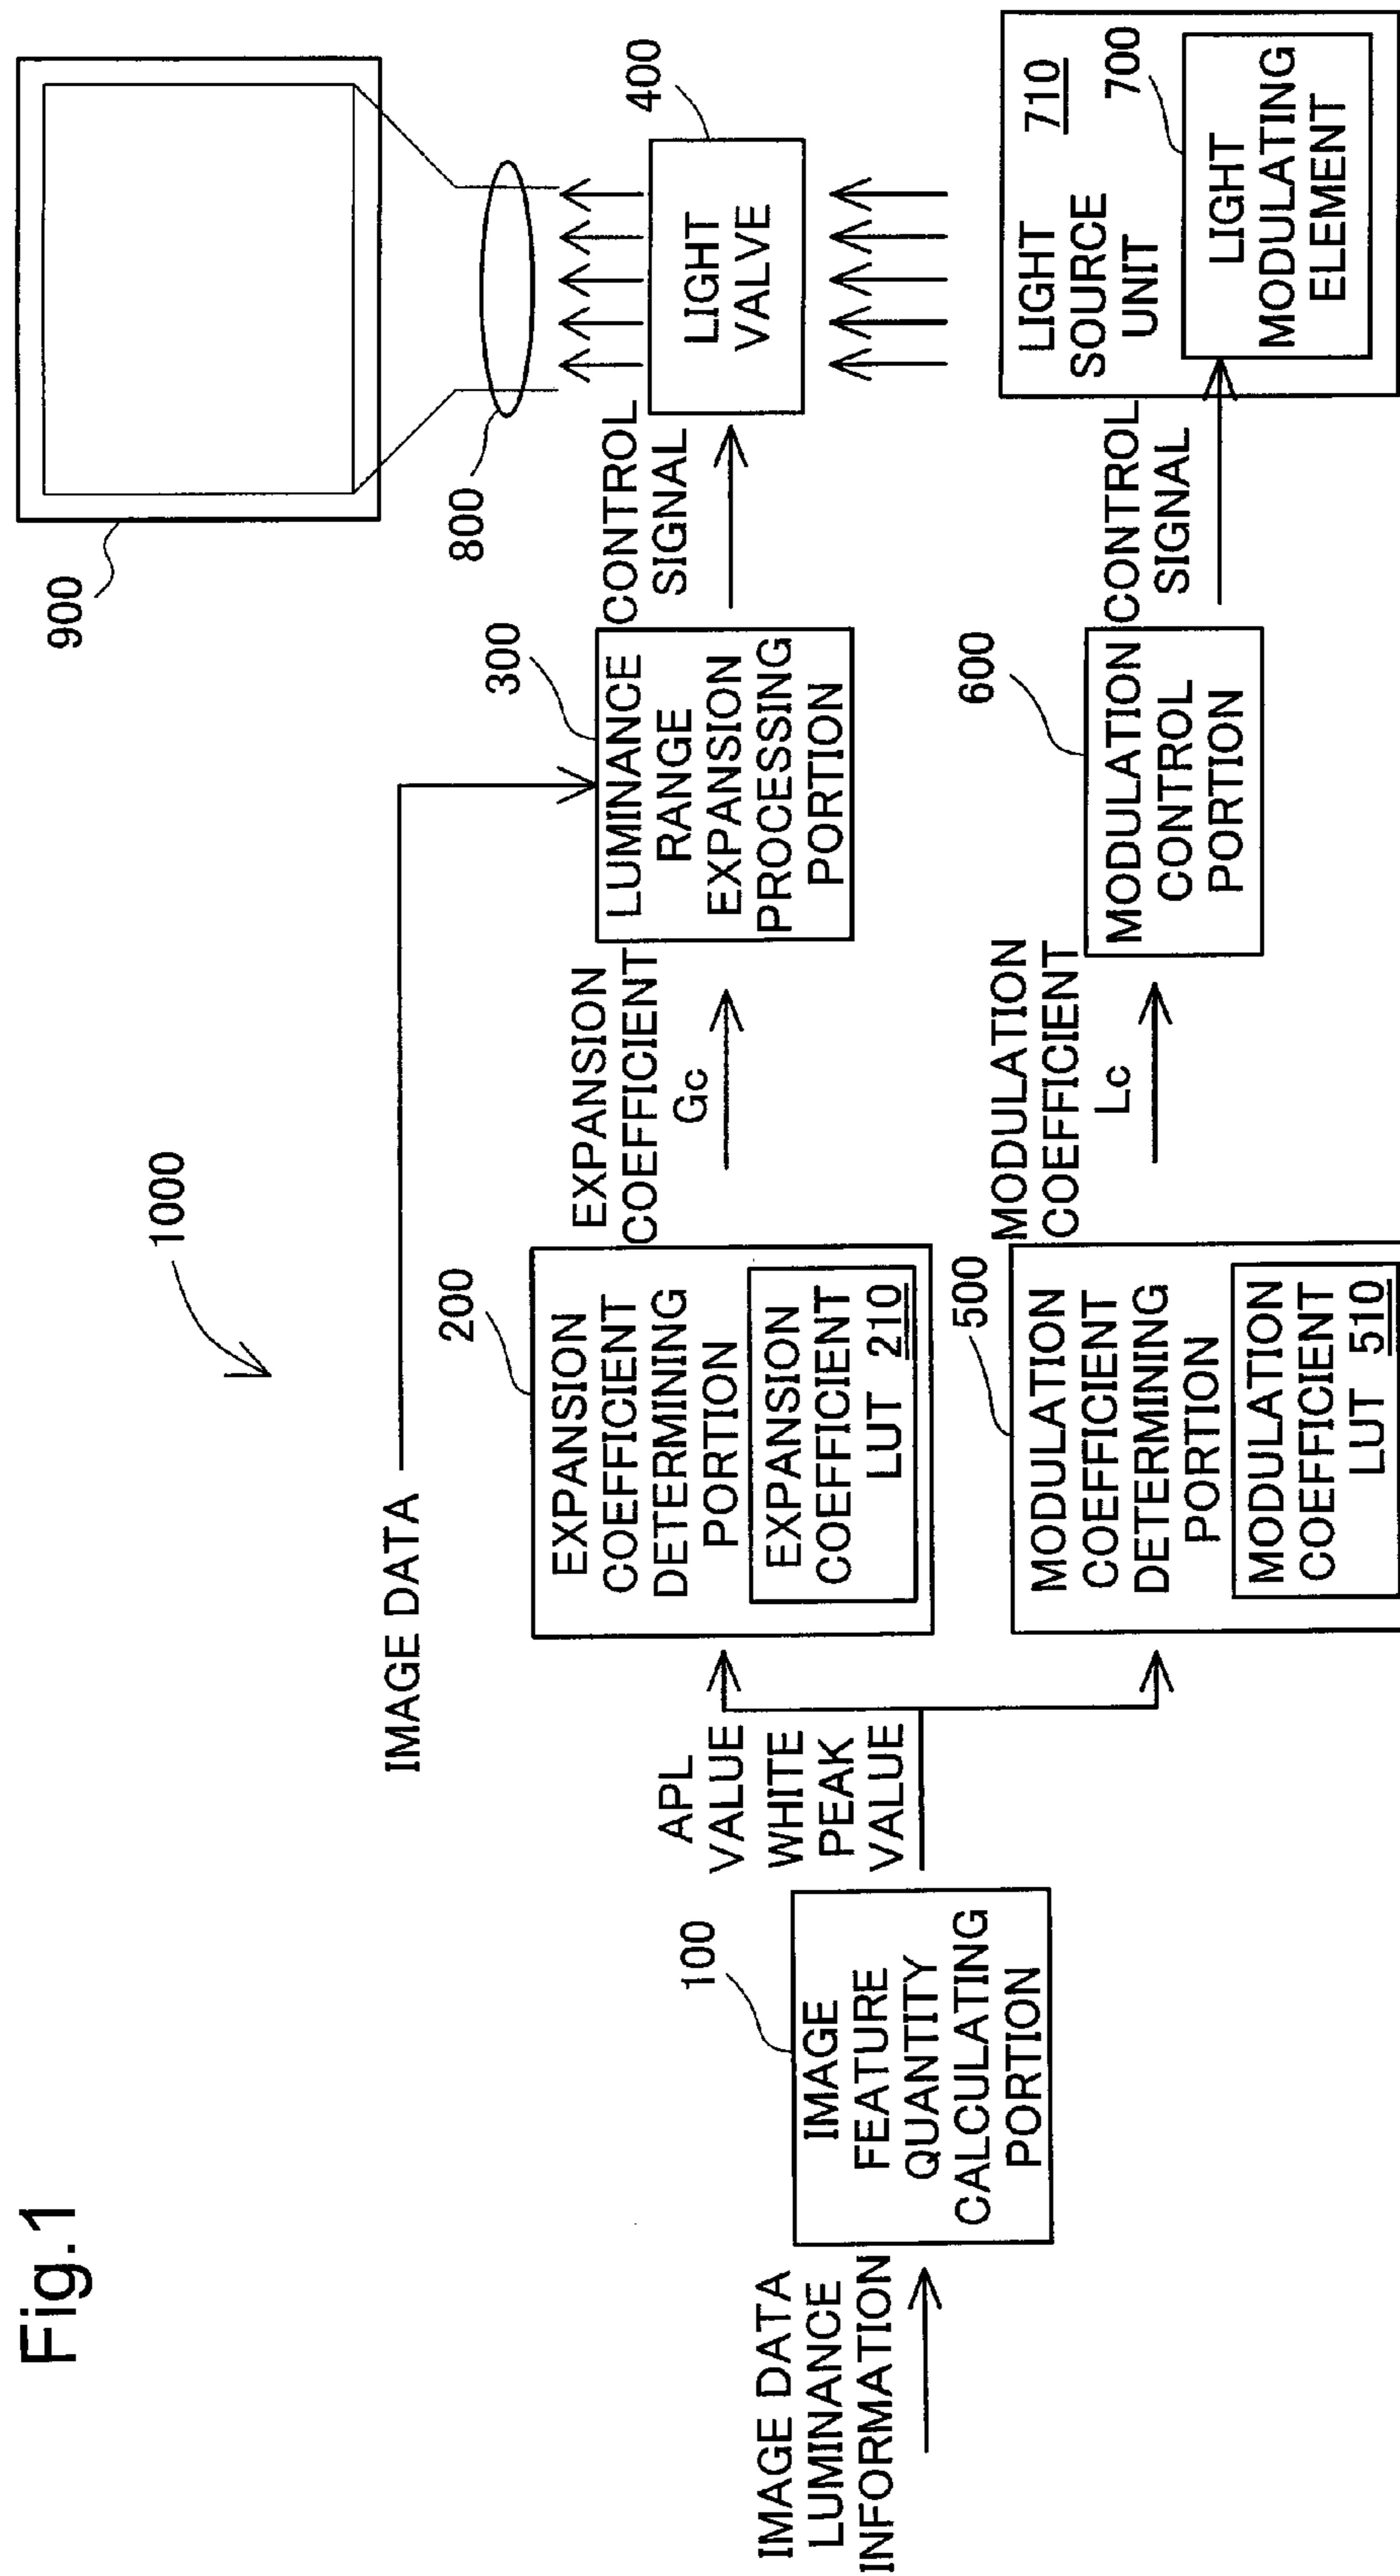 Fig.1
1000
IMAGE DATA
IMAGE DATA
LUMINANCE
INFORMATION
100
IMAGE
FEATURE
QUANTITY
CALCULATING
PORTION
APL
VALUE
WHITE
PEAK
VALUE
200
EXPANSION
COEFFICIENT
DETERMINING
PORTION
EXPANSION
COEFFICIENT
LUT 210
500
MODULATION
COEFFICIENT
DETERMINING
PORTION
MODULATION
COEFFICIENT
LUT 510
EXPANSION
COEFFICIENT
Gc
MODULATION
COEFFICIENT
Lc
300
LUMINANCE
RANGE
EXPANSION
PROCESSING
PORTION
600
MODULATION
CONTROL
PORTION
CONTROL
SIGNAL
CONTROL
SIGNAL
900
800
400
LIGHT
VALVE
LIGHT
SOURCE
UNIT
710
700
LIGHT
MODULATING
ELEMENT